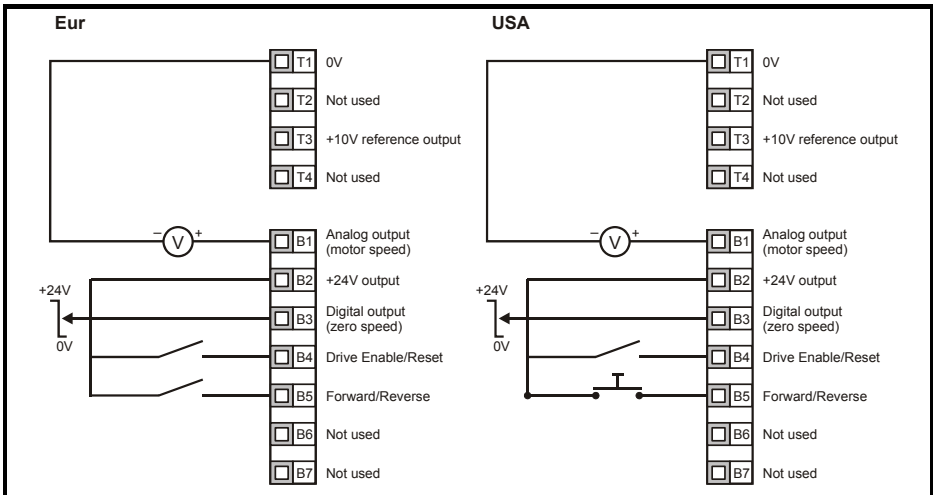 Eur
T1 0V
T2 Not used
T3 +10V reference output
T4 Not used
– V +
B1 Analog output
(motor speed)
B2 +24V output
+24V
B3 Digital output
(zero speed)
0V
B4 Drive Enable/Reset
B5 Forward/Reverse
B6 Not used
B7 Not used
USA
T1 0V
T2 Not used
T3 +10V reference output
T4 Not used
– V +
B1 Analog output
(motor speed)
B2 +24V output
+24V
B3 Digital output
(zero speed)
0V
B4 Drive Enable/Reset
B5 Forward/Reverse
B6 Not used
B7 Not used